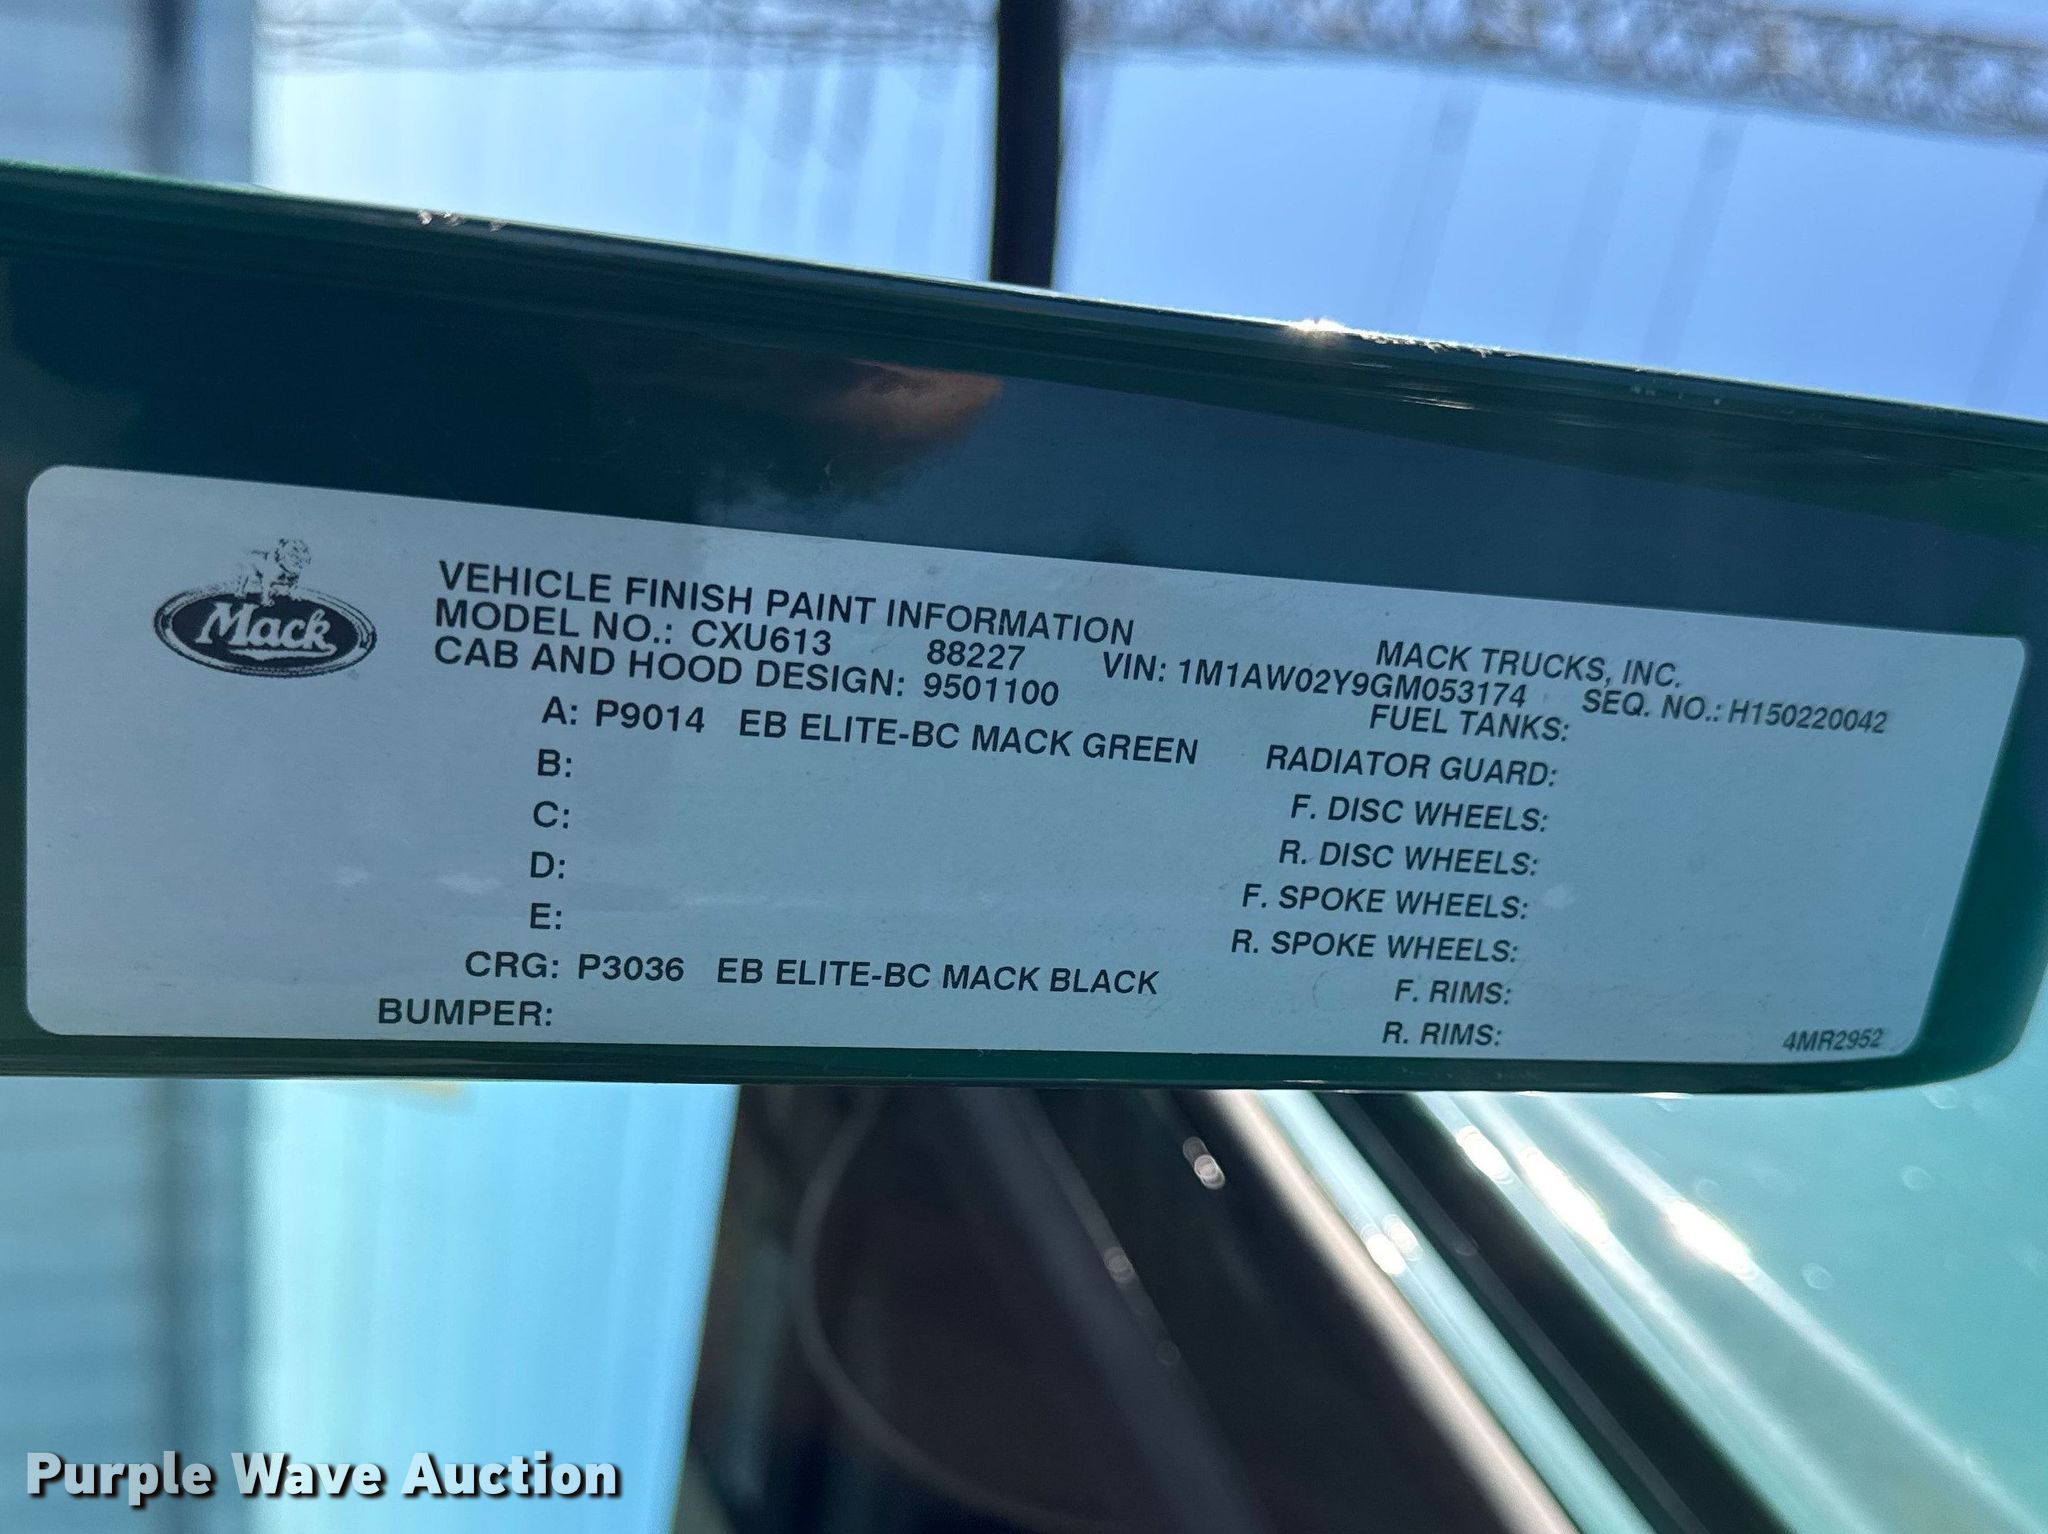 Mack
VEHICLE FINISH PAINT INFORMATION
MACK TRUCKS, INC.
MODEL NO.: CXU613 88227 VIN: 1M1AW02Y9GM053174 SEQ. NO.: H150220042
CAB AND HOOD DESIGN: 9501100
FUEL TANKS:
A: P9014 EB ELITE-BC MACK GREEN
RADIATOR GUARD:
B:
F. DISC WHEELS:
C:
R. DISC WHEELS:
D:
F. SPOKE WHEELS:
E:
R. SPOKE WHEELS:
CRG: P3036 EB ELITE-BC MACK BLACK
F. RIMS:
BUMPER:
R. RIMS:
4MR2952
Purple Wave Auction